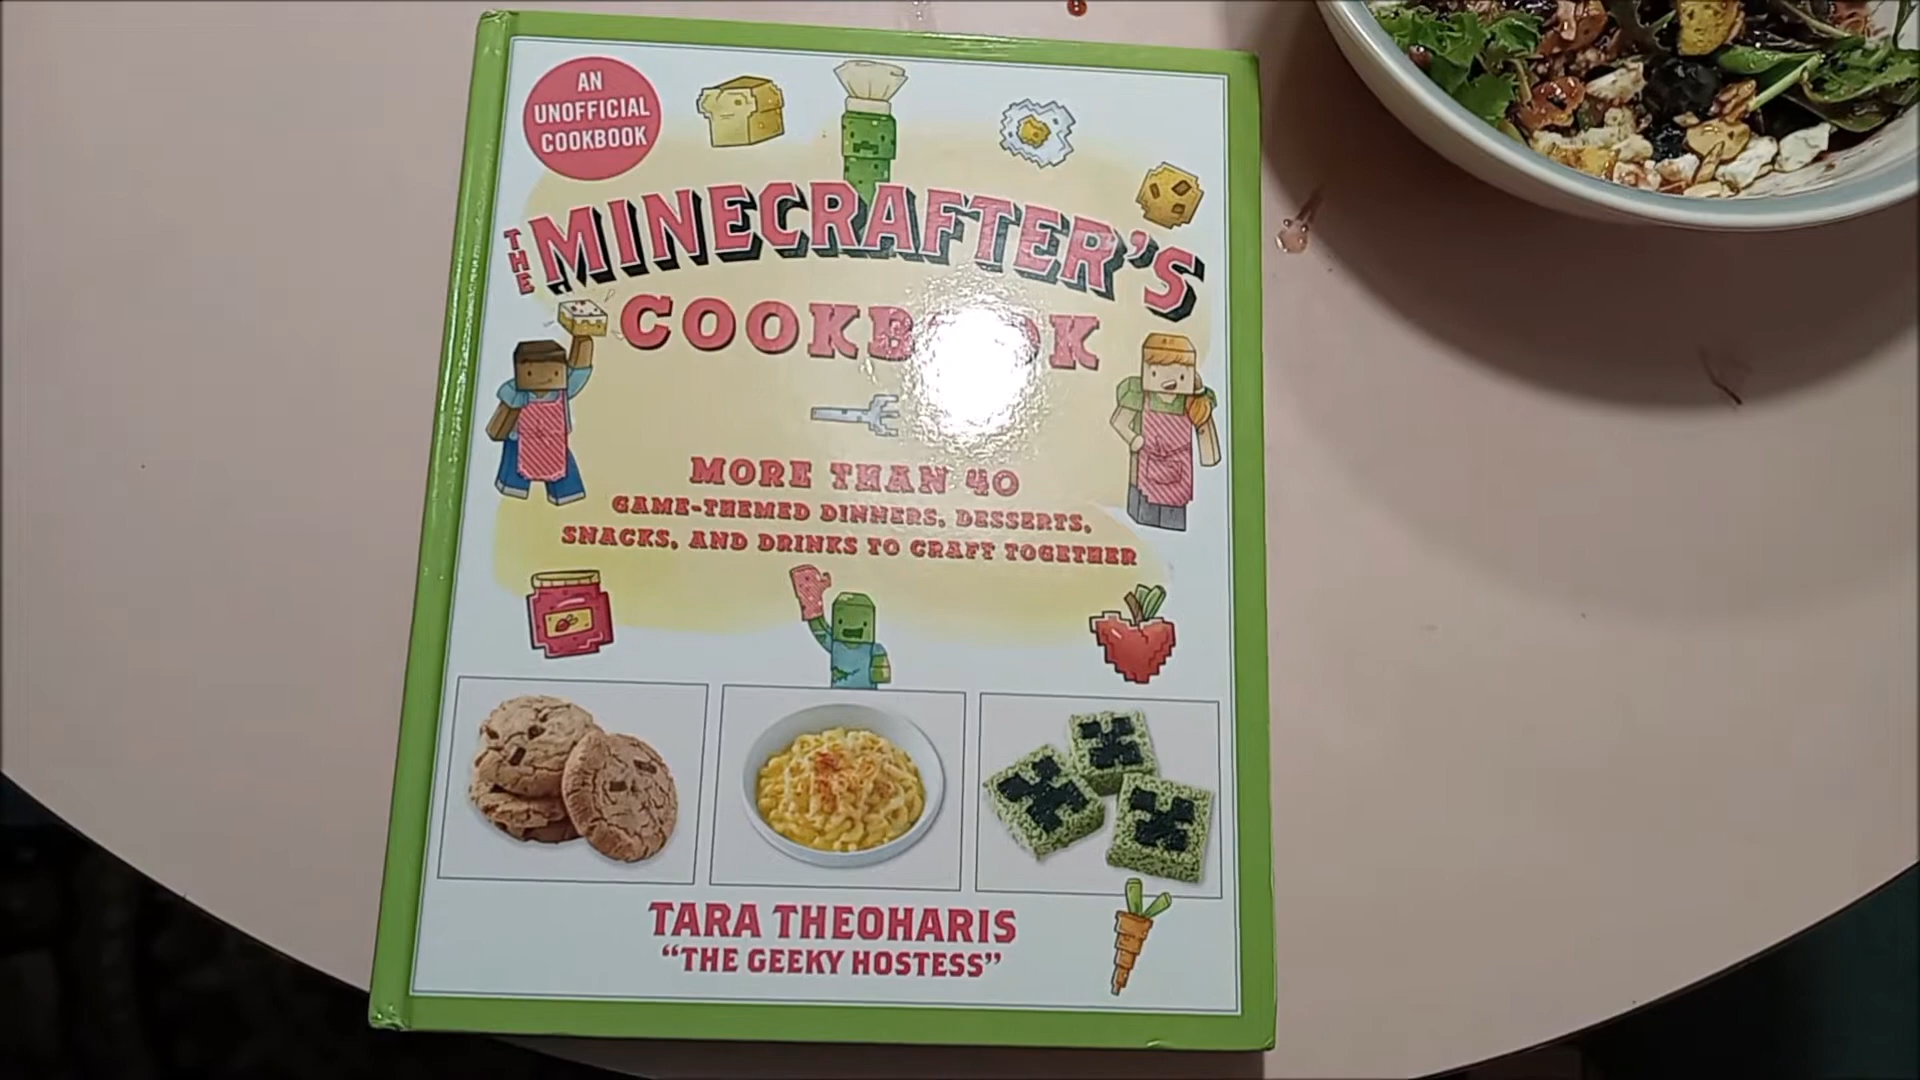 AN
UNOFFICIAL
COOKBOOK
THE MINECRAFTER'S
COOKBOOK
MORE THAN 40
GAME-THEMED DINNERS, DESSERTS,
SNACKS, AND DRINKS TO CRAFT TOGETHER
TARA THEOHARIS
“THE GEEKY HOSTESS”